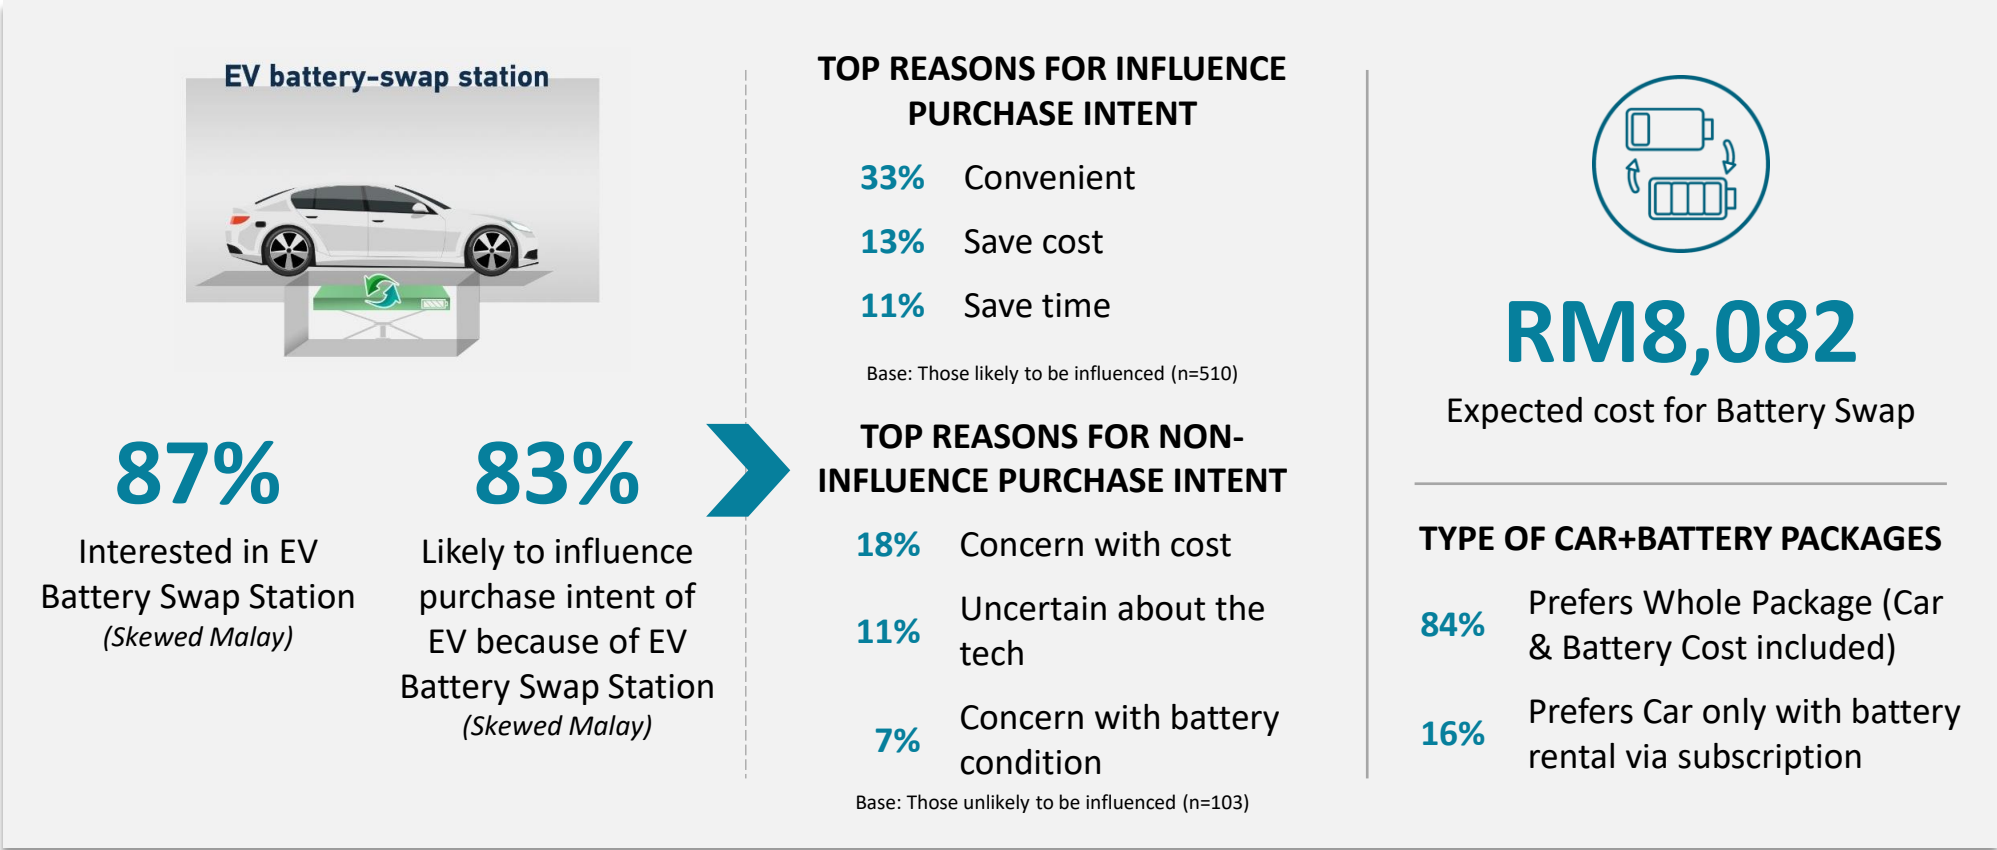 EV battery-swap station
87%
Interested in EV
Battery Swap Station
(Skewed Malay)
83%
Likely to influence
purchase intent of
EV because of EV
Battery Swap Station
(Skewed Malay)
TOP REASONS FOR INFLUENCE
PURCHASE INTENT
33% Convenient
13% Save cost
11% Save time
Base: Those likely to be influenced (n=510)
TOP REASONS FOR NON-
INFLUENCE PURCHASE INTENT
18% Concern with cost
11% Uncertain about the
tech
7% Concern with battery
condition
Base: Those unlikely to be influenced (n=103)
RM8,082
Expected cost for Battery Swap
TYPE OF CAR+BATTERY PACKAGES
84% Prefers Whole Package (Car
& Battery Cost included)
16% Prefers Car only with battery
rental via subscription